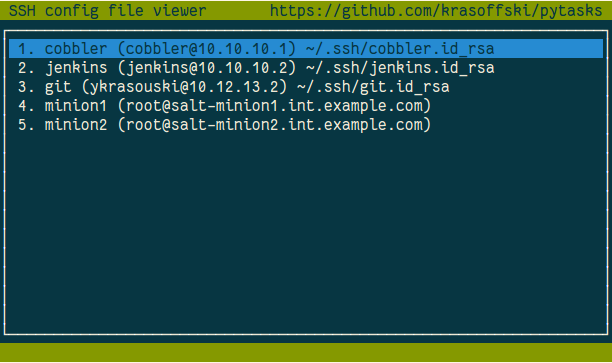 SSH config file viewer https://github.com/krasoffski/pytasks
1. cobbler (cobbler@10.10.10.1) ~/.ssh/cobbler.id_rsa
2. jenkins (jenkins@10.10.10.2) ~/.ssh/jenkins.id_rsa
3. git (ykrasouski@10.12.13.2) ~/.ssh/git.id_rsa
4. minion1 (root@salt-minion1.int.example.com)
5. minion2 (root@salt-minion2.int.example.com)